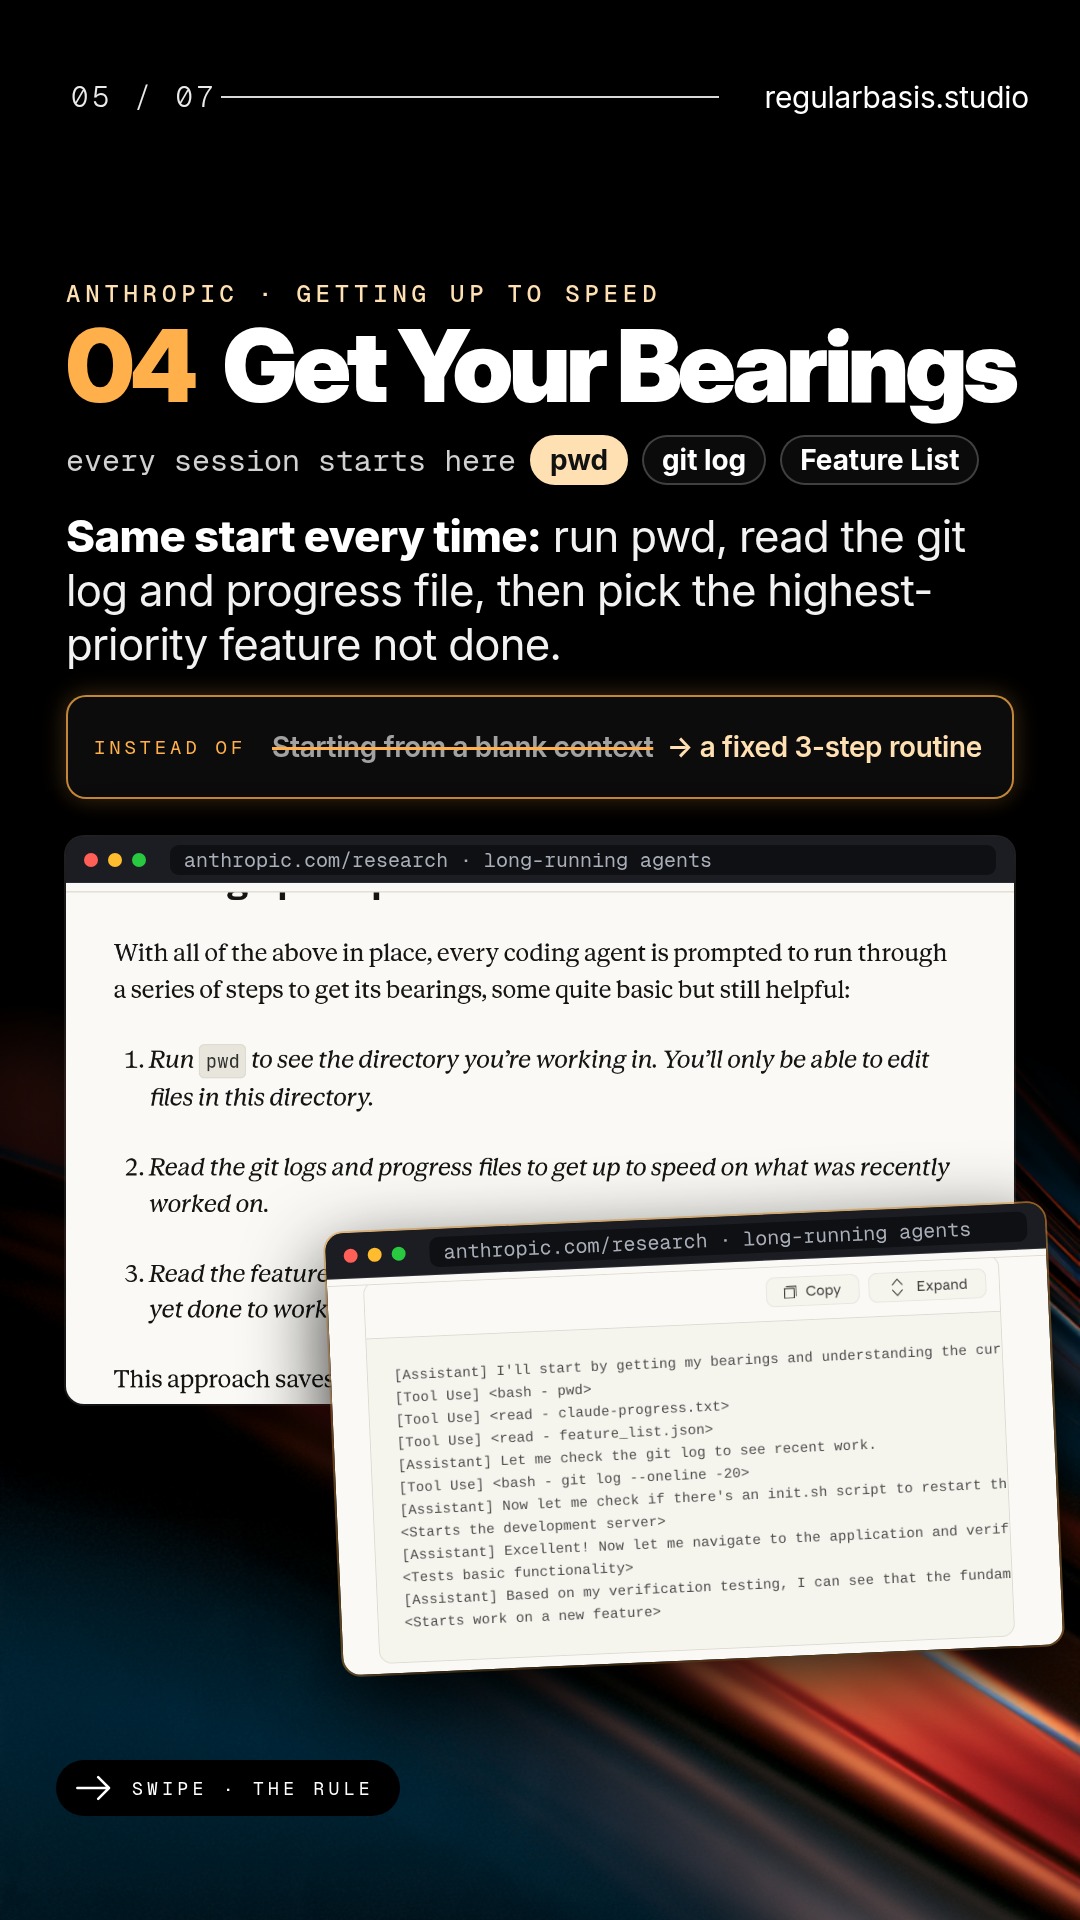 05 / 07
regularbasis.studio
ANTHROPIC · GETTING UP TO SPEED
04 Get Your Bearings
every session starts here pwd git log Feature List
Same start every time: run pwd, read the git
log and progress file, then pick the highest-
priority feature not done.
INSTEAD OF Starting from a blank context → a fixed 3-step routine
anthropic.com/research · long-running agents
With all of the above in place, every coding agent is prompted to run through
a series of steps to get its bearings, some quite basic but still helpful:
1. Run pwd to see the directory you’re working in. You’ll only be able to edit
files in this directory.
2. Read the git logs and progress files to get up to speed on what was recently
worked on.
3. Read the feature
yet done to work
This approach saves
anthropic.com/research · long-running agents
Copy Expand
[Assistant] I'll start by getting my bearings and understanding the cur
[Tool Use] <bash - pwd>
[Tool Use] <read - claude-progress.txt>
[Tool Use] <read - feature_list.json>
[Assistant] Let me check the git log to see recent work.
[Tool Use] <bash - git log --oneline -20>
[Assistant] Now let me check if there's an init.sh script to restart th
<Starts the development server>
[Assistant] Excellent! Now let me navigate to the application and verif
<Tests basic functionality>
[Assistant] Based on my verification testing, I can see that the fundam
<Starts work on a new feature>
SWIPE · THE RULE